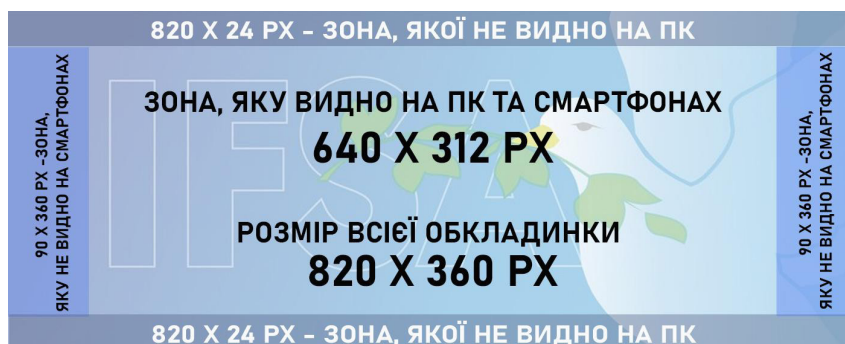 820 X 24 PX – ЗОНА, ЯКОЇ НЕ ВИДНО НА ПК
90 X 360 PX -ЗОНА,
ЯКУ НЕ ВИДНО НА СМАРТФОНАХ
IFSA
ЗОНА, ЯКУ ВИДНО НА ПК ТА СМАРТФОНАХ
640 X 312 PX
РОЗМІР ВСІЄЇ ОБКЛАДИНКИ
820 X 360 PX
90 X 360 PX -ЗОНА,
ЯКУ НЕ ВИДНО НА СМАРТФОНАХ
820 X 24 PX – ЗОНА, ЯКОЇ НЕ ВИДНО НА ПК